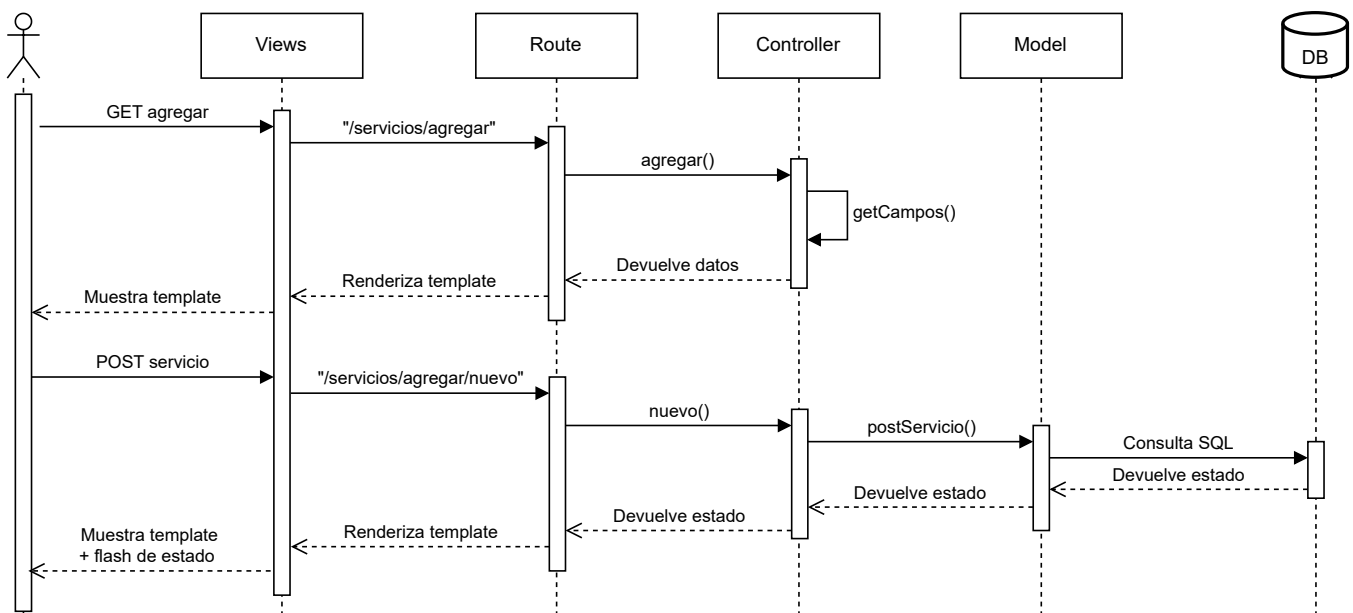 Views
Route
Controller
Model
DB
GET agregar
"/servicios/agregar"
agregar()
getCampos()
Devuelve datos
Renderiza template
Muestra template
POST servicio
"/servicios/agregar/nuevo"
nuevo()
postServicio()
Consulta SQL
Devuelve estado
Devuelve estado
Devuelve estado
Renderiza template
Muestra template
+ flash de estado